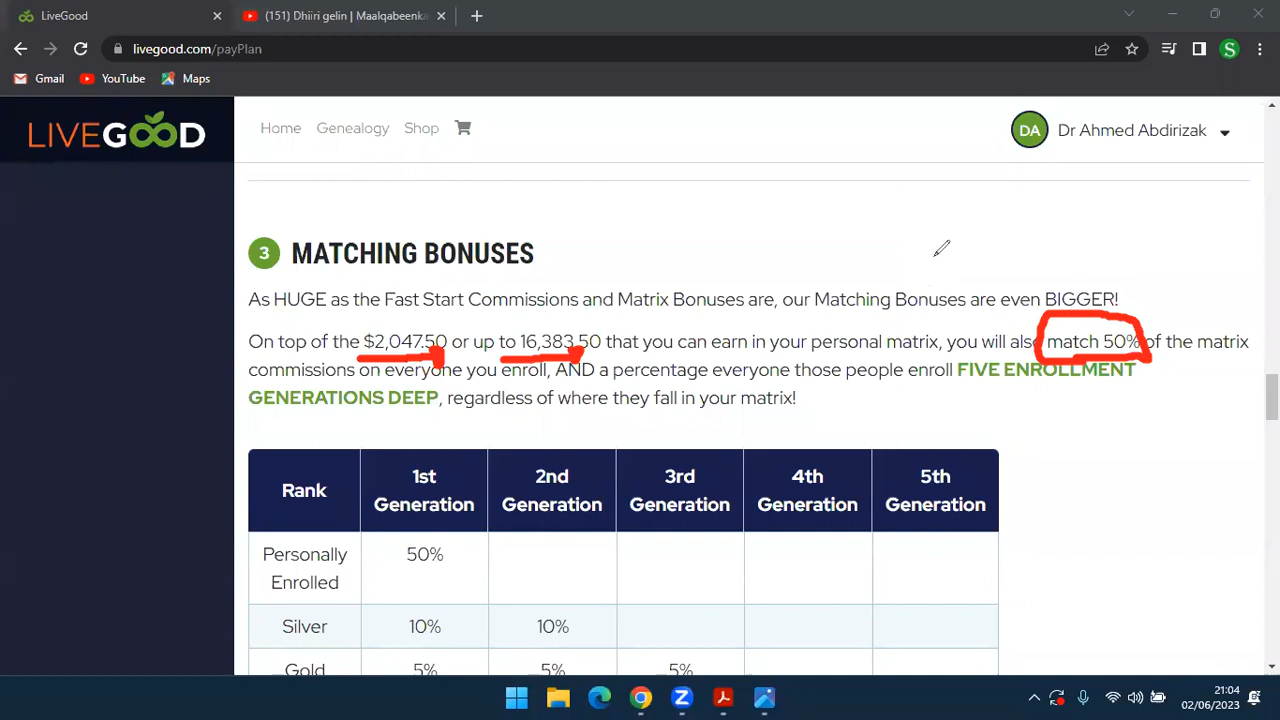 LiveGood
(151) Dhiiri gelin | Maalqabeenka
livegood.com/payPlan
Gmail
YouTube
Maps
S
LIVEGOOD
Home
Genealogy
Shop
DA
Dr Ahmed Abdirizak
3
MATCHING BONUSES
As HUGE as the Fast Start Commissions and Matrix Bonuses are, our Matching Bonuses are even BIGGER!
On top of the $2,047.50 or up to 16,383.50 that you can earn in your personal matrix, you will also match 50% of the matrix
commissions on everyone you enroll, AND a percentage everyone those people enroll FIVE ENROLLMENT
GENERATIONS DEEP, regardless of where they fall in your matrix!
Rank
1st Generation
2nd Generation
3rd Generation
4th Generation
5th Generation
Personally Enrolled
50%
Silver
10%
10%
Gold
5%
5%
5%
21:04
02/06/2023